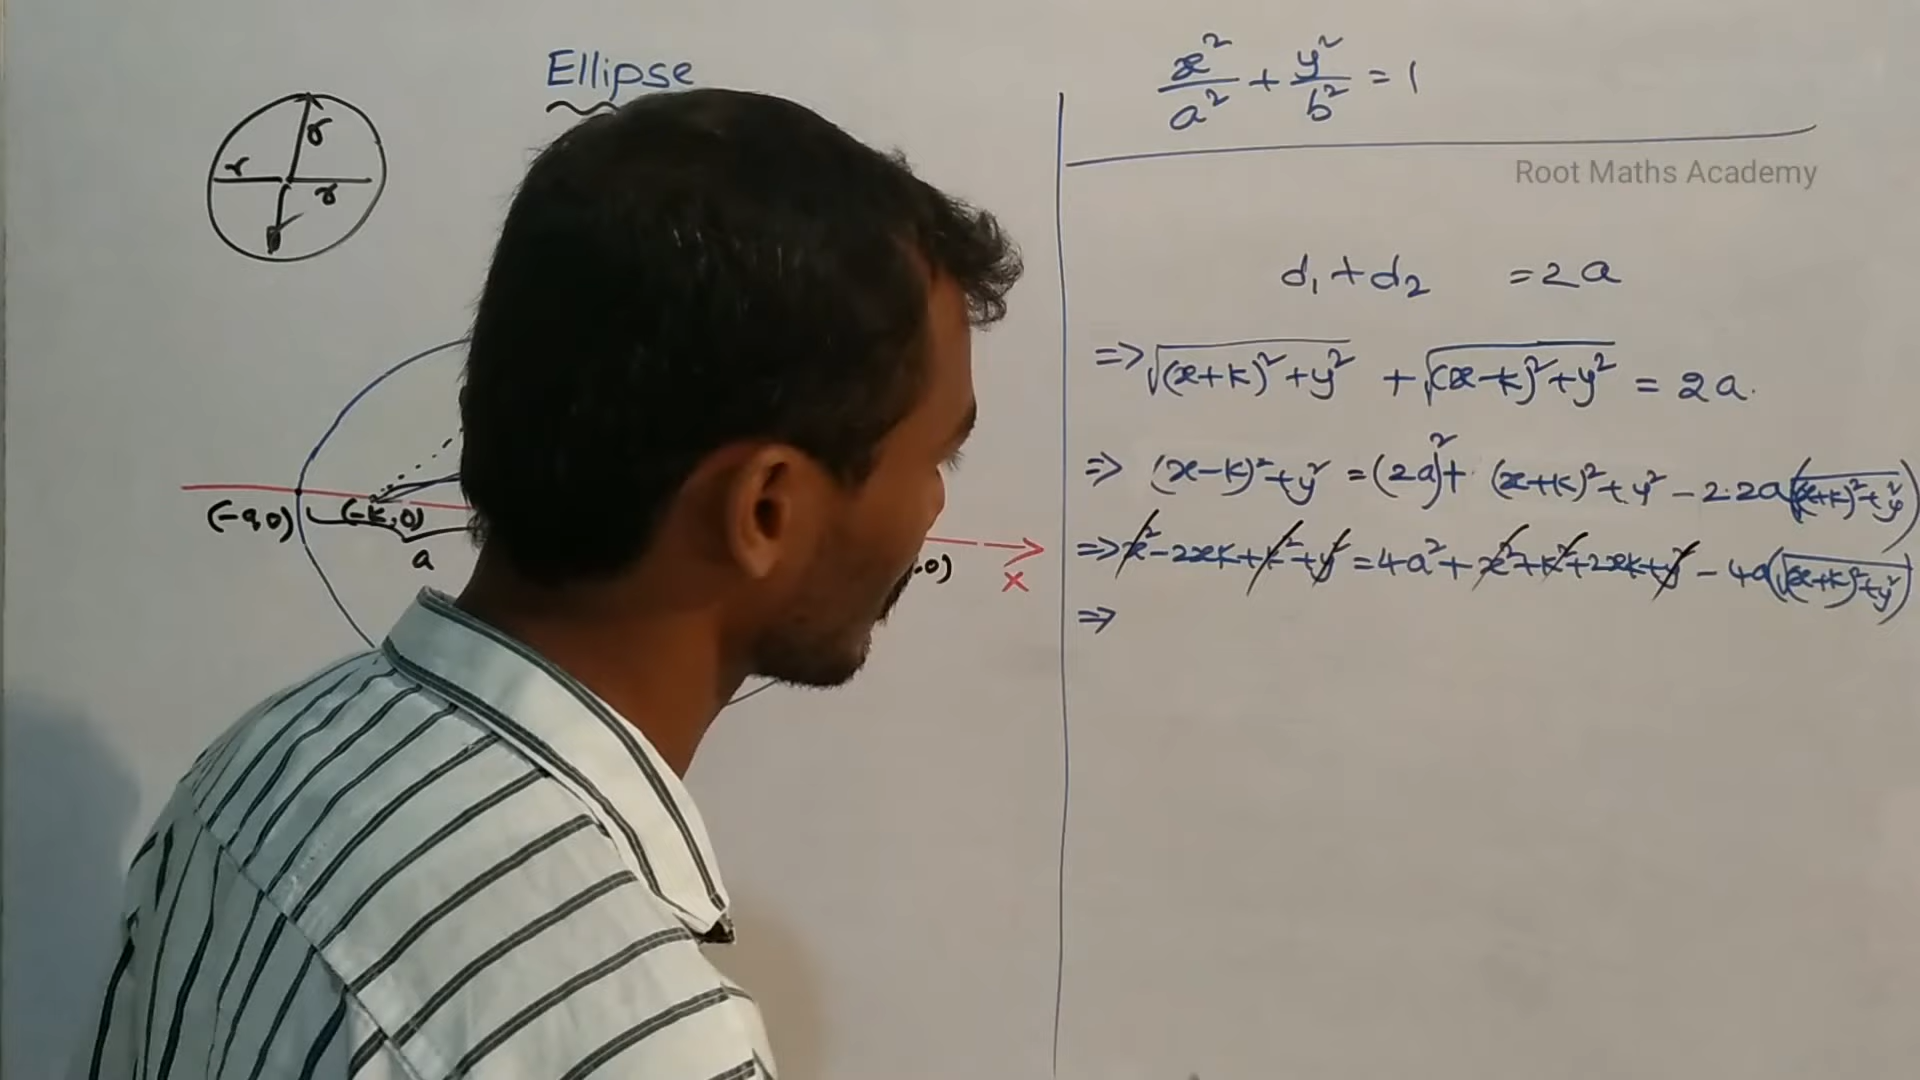 Ellipse
r
r
r
(-a,0)
(-k,0)
a
,0)
x
x²/a² + y²/b² = 1
Root Maths Academy
d₁+d₂ =2a
⇒√(x+k)²+y² +√(x-k)²+y² = 2a.
⇒ (x-k)²+y² =(2a)²+ (x+k)²+y² -2.2a(√(x+k)²+y²)
⇒x²-2xk+k²+y² =4a²+x²+k²+2xk+y² -4a(√(x+k)²+y²)
⇒